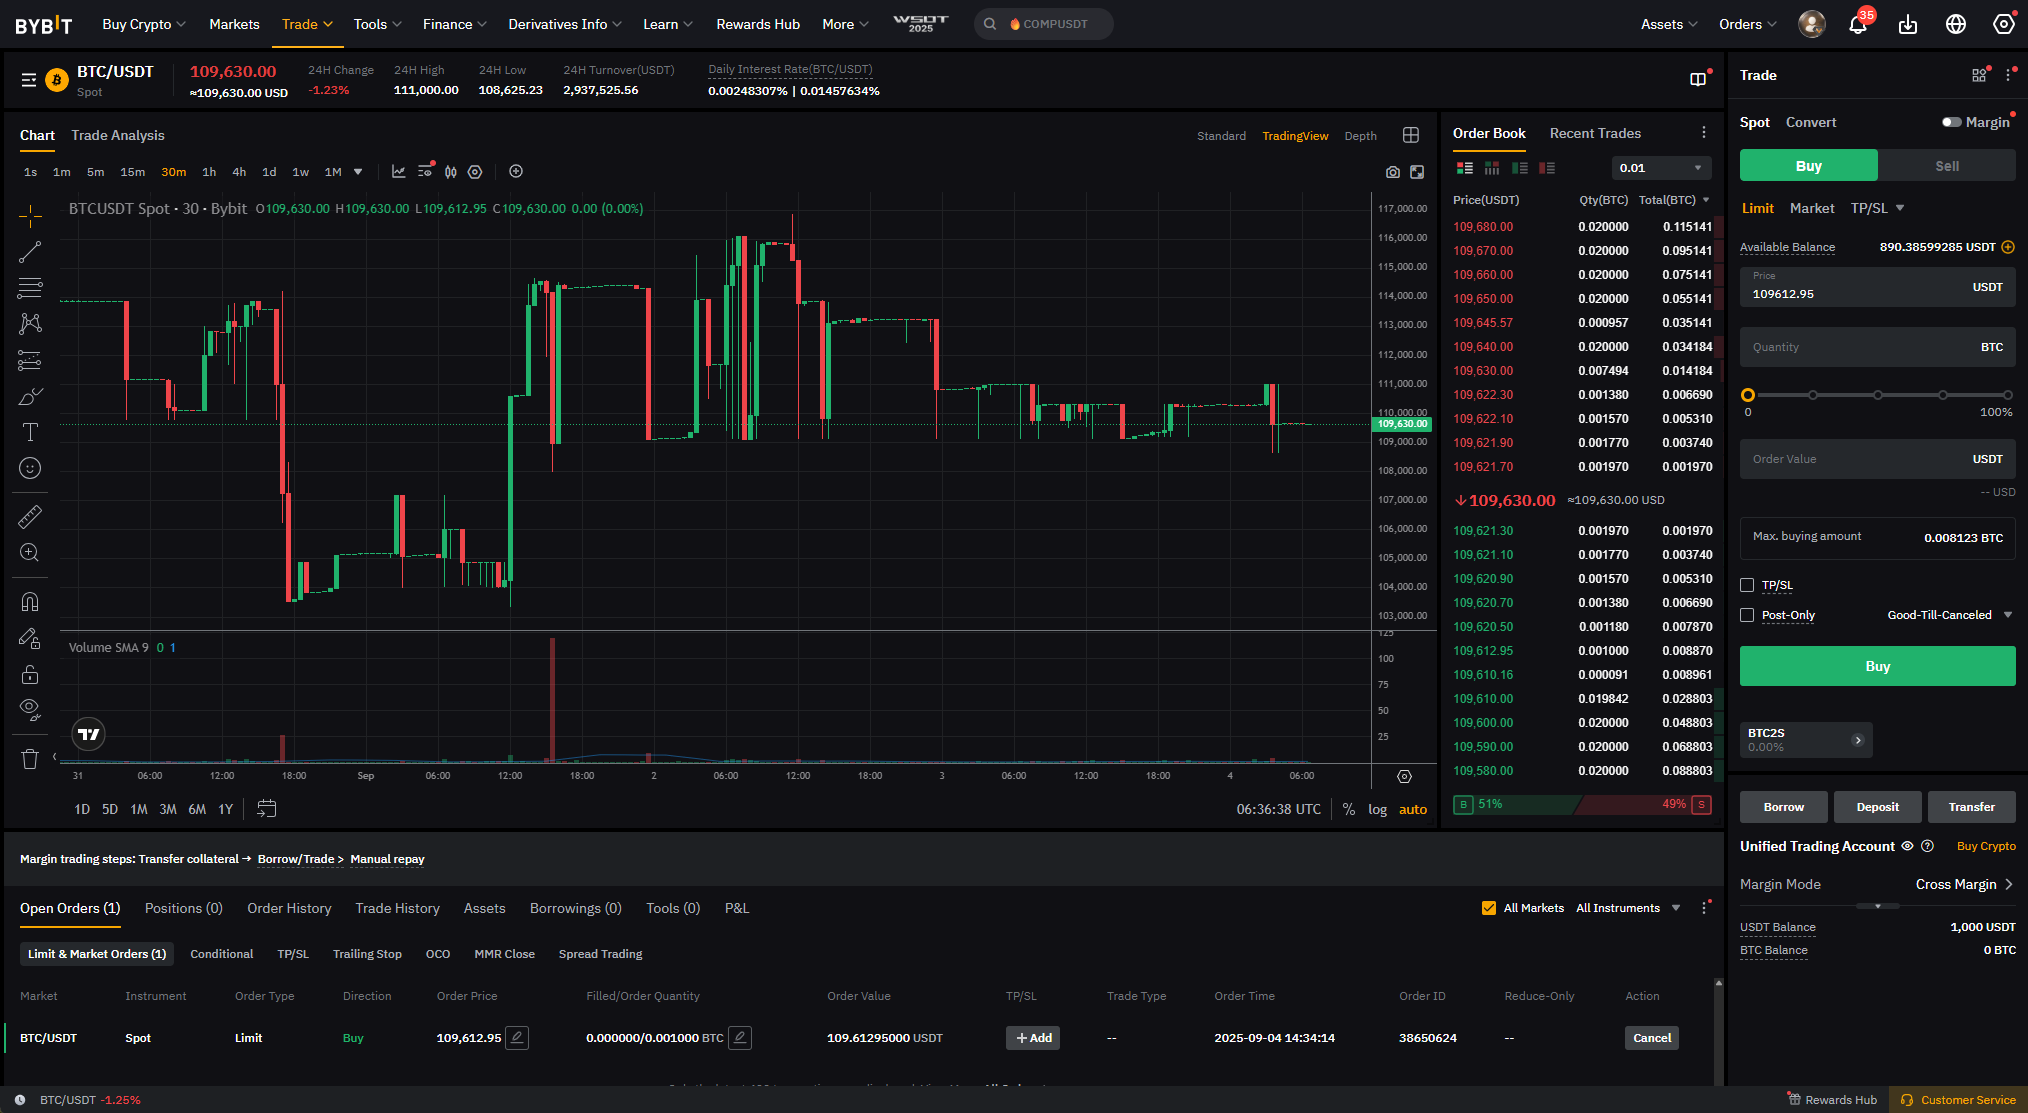 BYBIT Buy Crypto Markets Trade Tools Finance Derivatives Info Learn Rewards Hub More WSOT 2025 COMPUSDT Assets Orders 35
BTC/USDT
Spot
109,630.00
≈109,630.00 USD
24H Change
-1.23%
24H High
111,000.00
24H Low
108,625.23
24H Turnover(USDT)
2,937,525.56
Daily Interest Rate(BTC/USDT)
0.00248307% | 0.01457634%
Chart Trade Analysis
Standard TradingView Depth
1s 1m 5m 15m 30m 1h 4h 1d 1w 1M
BTCUSDT Spot · 30 · Bybit O109,630.00 H109,630.00 L109,612.95 C109,630.00 0.00 (0.00%)
117,000.00
116,000.00
115,000.00
114,000.00
113,000.00
112,000.00
111,000.00
110,000.00
109,630.00
109,000.00
108,000.00
107,000.00
106,000.00
105,000.00
104,000.00
103,000.00
Volume SMA 9 0 1
125
100
75
50
25
31 06:00 12:00 18:00 Sep 06:00 12:00 18:00 2 06:00 12:00 18:00 3 06:00 12:00 18:00 4 06:00
1D 5D 1M 3M 6M 1Y
06:36:38 UTC % log auto
Order Book Recent Trades
0.01
Price(USDT) Qty(BTC) Total(BTC)
109,680.00 0.020000 0.115141
109,670.00 0.020000 0.095141
109,660.00 0.020000 0.075141
109,650.00 0.020000 0.055141
109,645.57 0.000957 0.035141
109,640.00 0.020000 0.034184
109,630.00 0.007494 0.014184
109,622.30 0.001380 0.006690
109,622.10 0.001570 0.005310
109,621.90 0.001770 0.003740
109,621.70 0.001970 0.001970
109,630.00 ≈109,630.00 USD
109,621.30 0.001970 0.001970
109,621.10 0.001770 0.003740
109,620.90 0.001570 0.005310
109,620.70 0.001380 0.006690
109,620.50 0.001180 0.007870
109,612.95 0.001000 0.008870
109,610.16 0.000091 0.008961
109,610.00 0.019842 0.028803
109,600.00 0.020000 0.048803
109,590.00 0.020000 0.068803
109,580.00 0.020000 0.088803
B 51% 49% S
Trade
Spot Convert Margin
Buy Sell
Limit Market TP/SL
Available Balance 890.38599285 USDT
Price
109612.95 USDT
Quantity BTC
0 100%
Order Value USDT
-- USD
Max. buying amount 0.008123 BTC
TP/SL
Post-Only Good-Till-Canceled
Buy
BTC2S
0.00%
Borrow Deposit Transfer
Unified Trading Account Buy Crypto
Margin Mode Cross Margin
USDT Balance 1,000 USDT
BTC Balance 0 BTC
Margin trading steps: Transfer collateral → Borrow/Trade > Manual repay
Open Orders (1) Positions (0) Order History Trade History Assets Borrowings (0) Tools (0) P&L
All Markets All Instruments
Limit & Market Orders (1) Conditional TP/SL Trailing Stop OCO MMR Close Spread Trading
Market Instrument Order Type Direction Order Price Filled/Order Quantity Order Value TP/SL Trade Type Order Time Order ID Reduce-Only Action
BTC/USDT Spot Limit Buy 109,612.95 0.000000/0.001000 BTC 109.61295000 USDT + Add -- 2025-09-04 14:34:14 38650624 -- Cancel
BTC/USDT -1.25%
Rewards Hub Customer Service